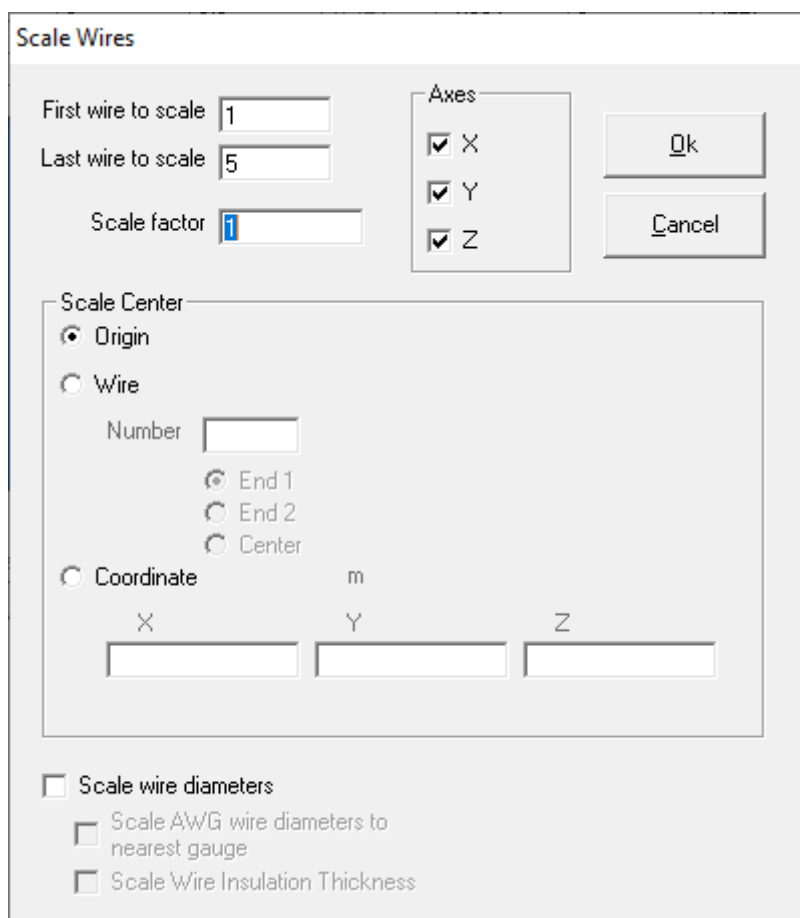 Scale Wires
First wire to scale 1
Last wire to scale 5
Scale factor 1
Axes
X
Y
Z
Ok
Cancel
Scale Center
Origin
Wire
Number
End 1
End 2
Center
Coordinate m
X Y Z
Scale wire diameters
Scale AWG wire diameters to
nearest gauge
Scale Wire Insulation Thickness